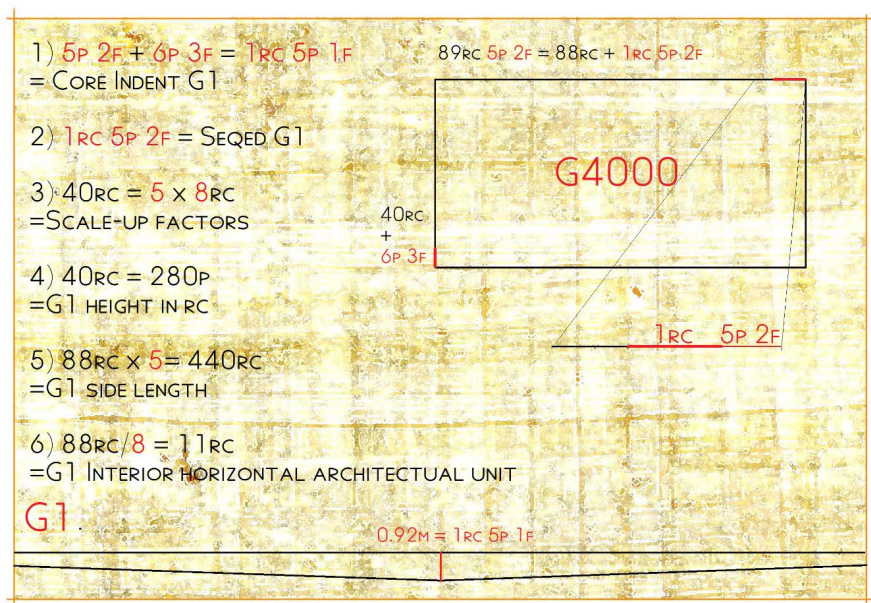 1) 5P 2F + 6P 3F = 1RC 5P 1F
= CORE INDENT G1
2) 1RC 5P 2F = SEQED G1
3) 40RC = 5 x 8RC
=SCALE-UP FACTORS
4) 40RC = 280P
=G1 HEIGHT IN RC
5) 88RC x 5= 440RC
=G1 SIDE LENGTH
6) 88RC/8 = 11RC
=G1 INTERIOR HORIZONTAL ARCHITECTUAL UNIT
89RC 5P 2F = 88RC + 1RC 5P 2F
G4000
40RC
+
6P 3F
1RC 5P 2F
G1
0.92M = 1RC 5P 1F